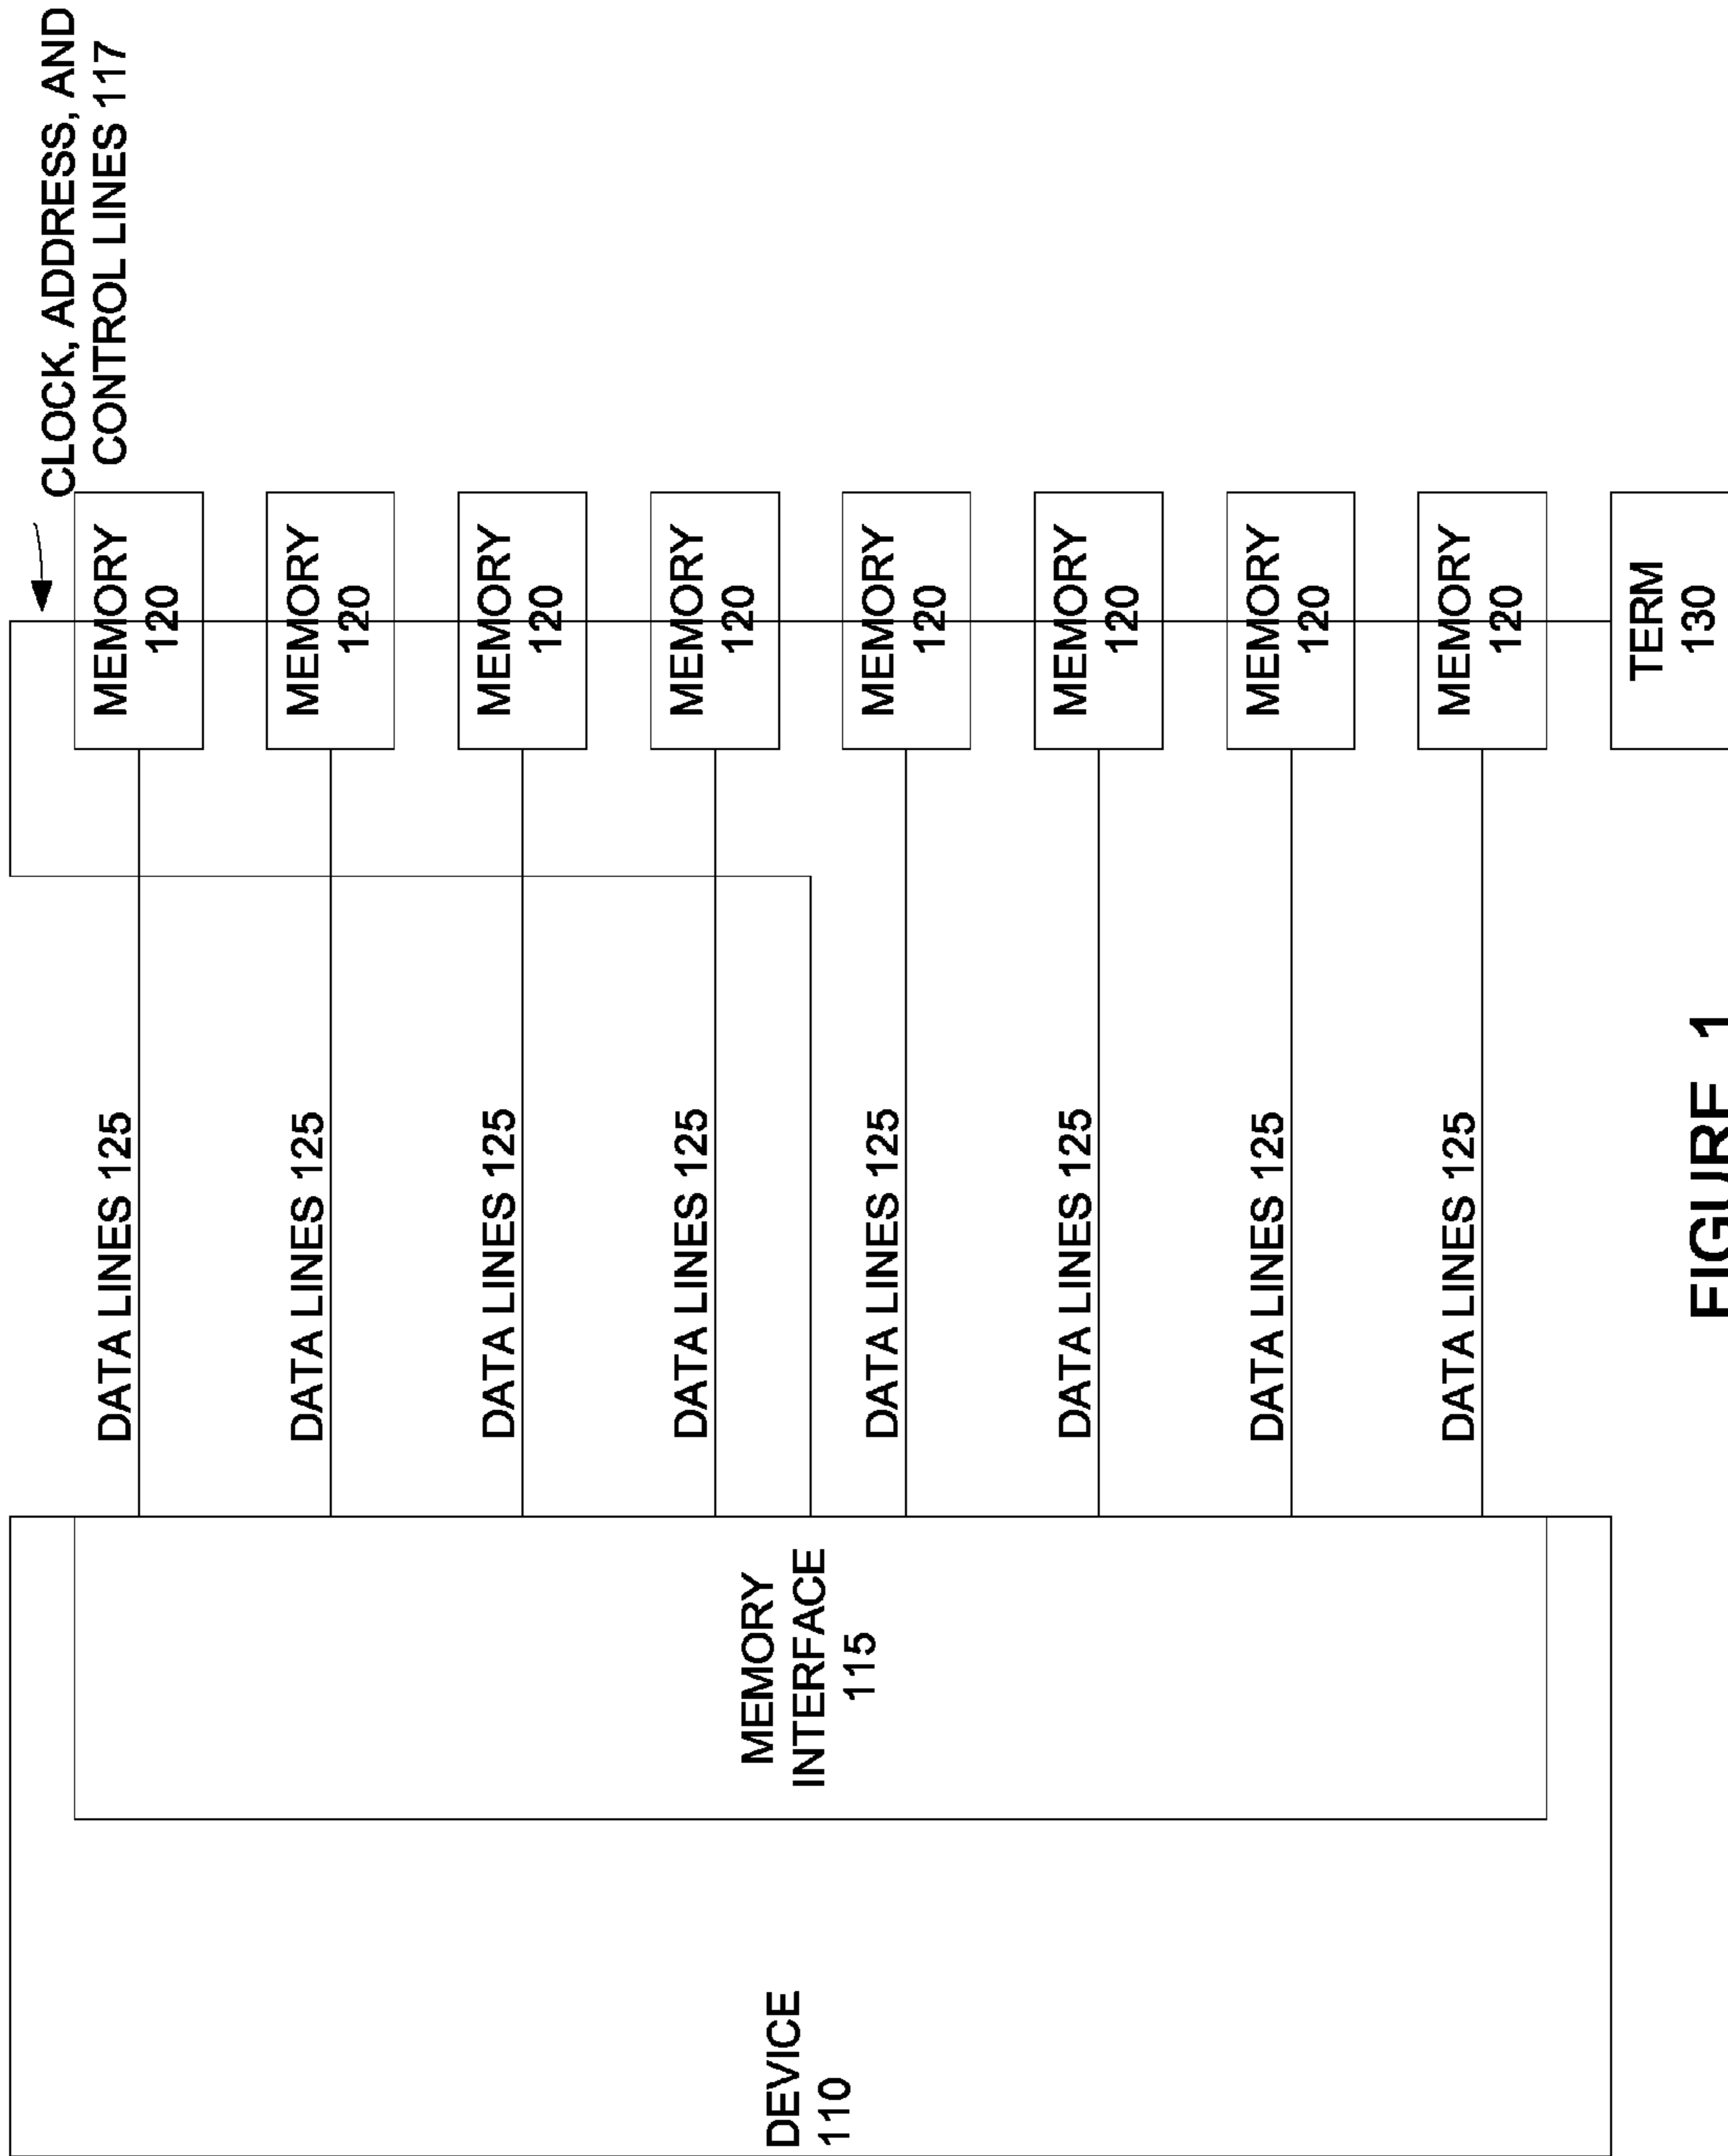 CLOCK, ADDRESS, AND
CONTROL LINES 117
MEMORY
120
MEMORY
120
MEMORY
120
MEMORY
120
MEMORY
120
MEMORY
120
MEMORY
120
MEMORY
120
TERM
130
DATA LINES 125
DATA LINES 125
DATA LINES 125
DATA LINES 125
DATA LINES 125
DATA LINES 125
DATA LINES 125
DATA LINES 125
MEMORY
INTERFACE
115
DEVICE
110
FIGURE 1